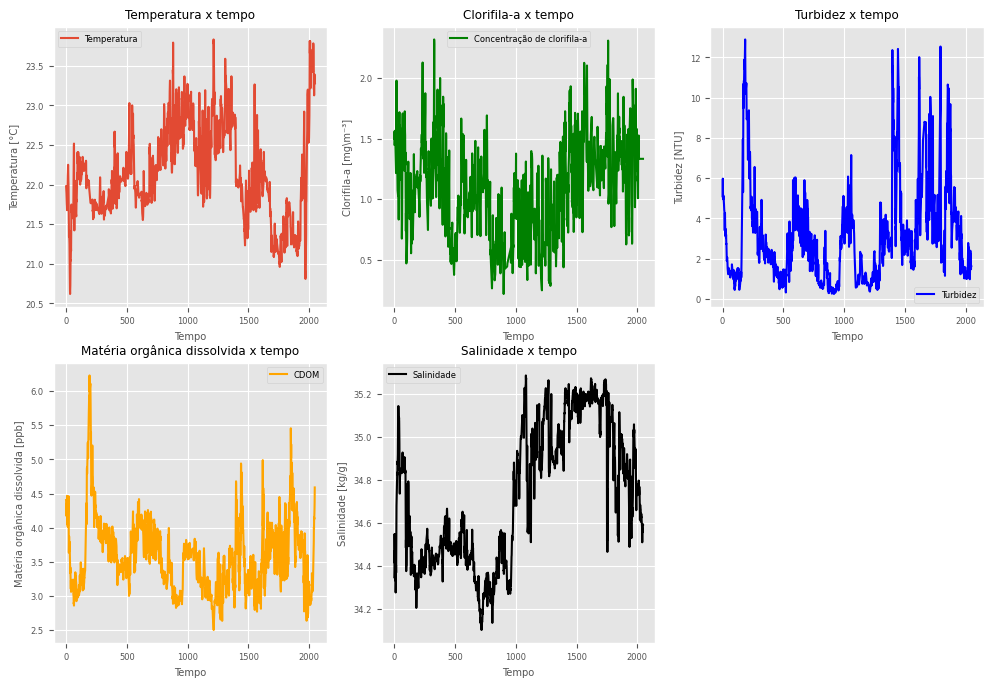 Temperatura x tempo
Temperatura
Temperatura [°C]
23.5
23.0
22.5
22.0
21.5
21.0
20.5
0 500 1000 1500 2000
Tempo
Clorifila-a x tempo
Concentração de clorifila-a
Clorifila-a [mg\m⁻³]
2.0
1.5
1.0
0.5
0 500 1000 1500 2000
Tempo
Turbidez x tempo
Turbidez [NTU]
12
10
8
6
4
2
0
Turbidez
0 500 1000 1500 2000
Tempo
Matéria orgânica dissolvida x tempo
CDOM
Matéria orgânica dissolvida [ppb]
6.0
5.5
5.0
4.5
4.0
3.5
3.0
2.5
0 500 1000 1500 2000
Tempo
Salinidade x tempo
Salinidade
Salinidade [kg/g]
35.2
35.0
34.8
34.6
34.4
34.2
0 500 1000 1500 2000
Tempo